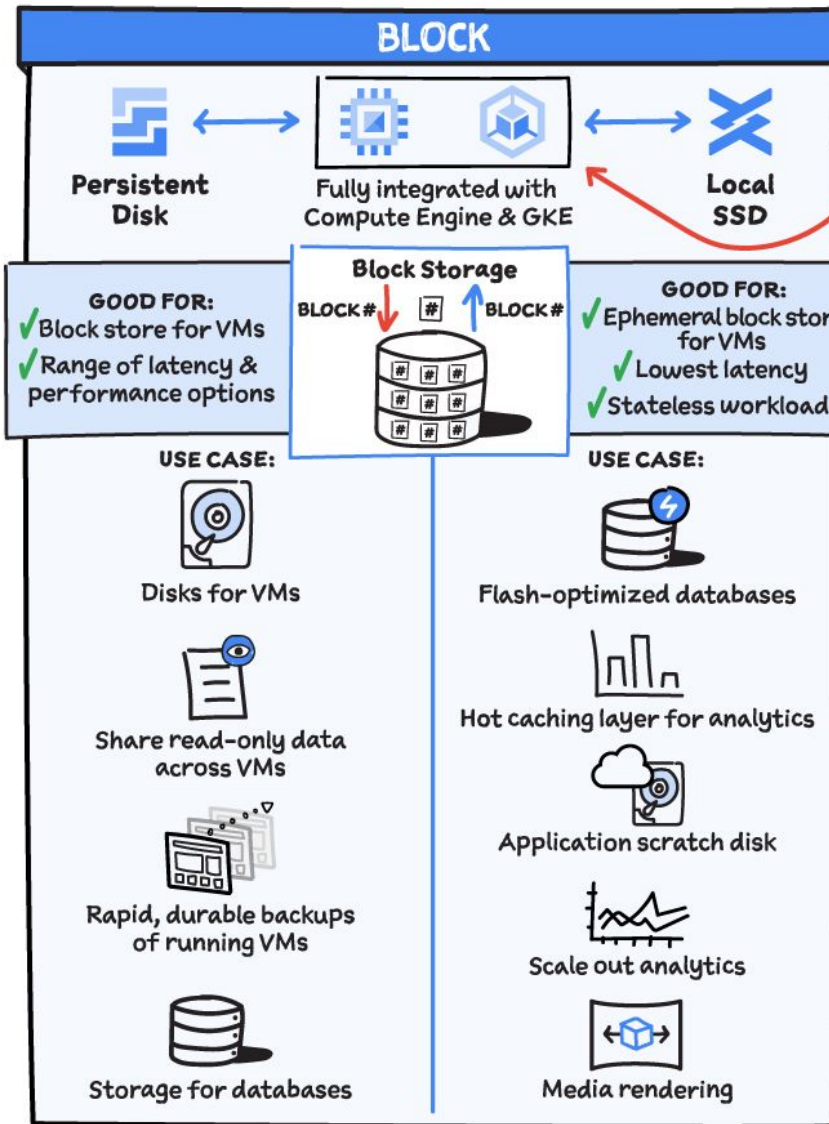 BLOCK
Persistent
Disk
Fully integrated with
Compute Engine & GKE
Local
SSD
GOOD FOR:
Block store for VMs
Range of latency &
performance options
Block Storage
BLOCK# # BLOCK#
# # #
# # #
# # #
GOOD FOR:
Ephemeral block stor
for VMs
Lowest latency
Stateless workload
USE CASE:
Disks for VMs
Share read-only data
across VMs
Rapid, durable backups
of running VMs
Storage for databases
USE CASE:
Flash-optimized databases
Hot caching layer for analytics
Application scratch disk
Scale out analytics
Media rendering